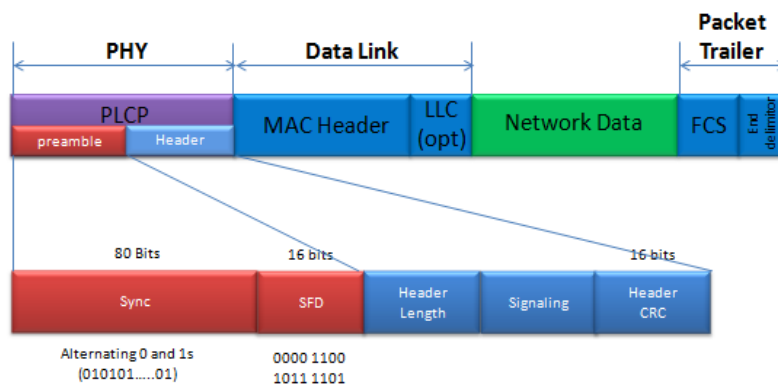 PHY
Data Link
Packet
Trailer
PLCP
preamble
Header
MAC Header
LLC
(opt)
Network Data
FCS
End
delimitor
80 Bits
16 bits
16 bits
Sync
SFD
Header
Length
Signaling
Header
CRC
Alternating 0 and 1s
(010101.....01)
0000 1100
1011 1101